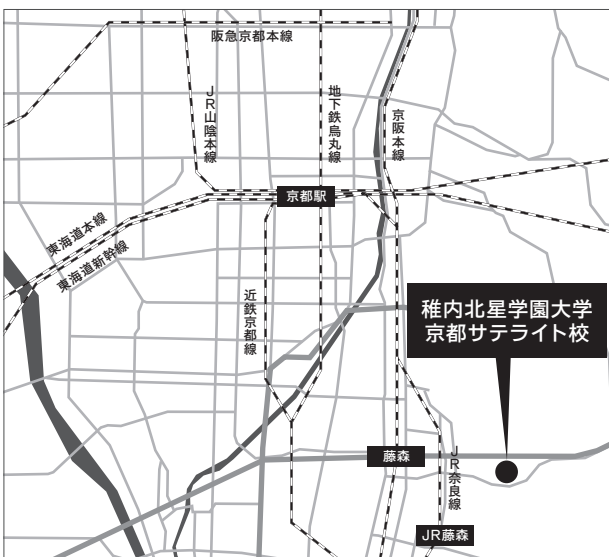 阪急京都本線
JR山陰本線
地下鉄烏丸線
京阪本線
京都駅
東海道本線
東海道新幹線
近鉄京都線
稚内北星学園大学
京都サテライト校
藤森
JR奈良線
JR藤森